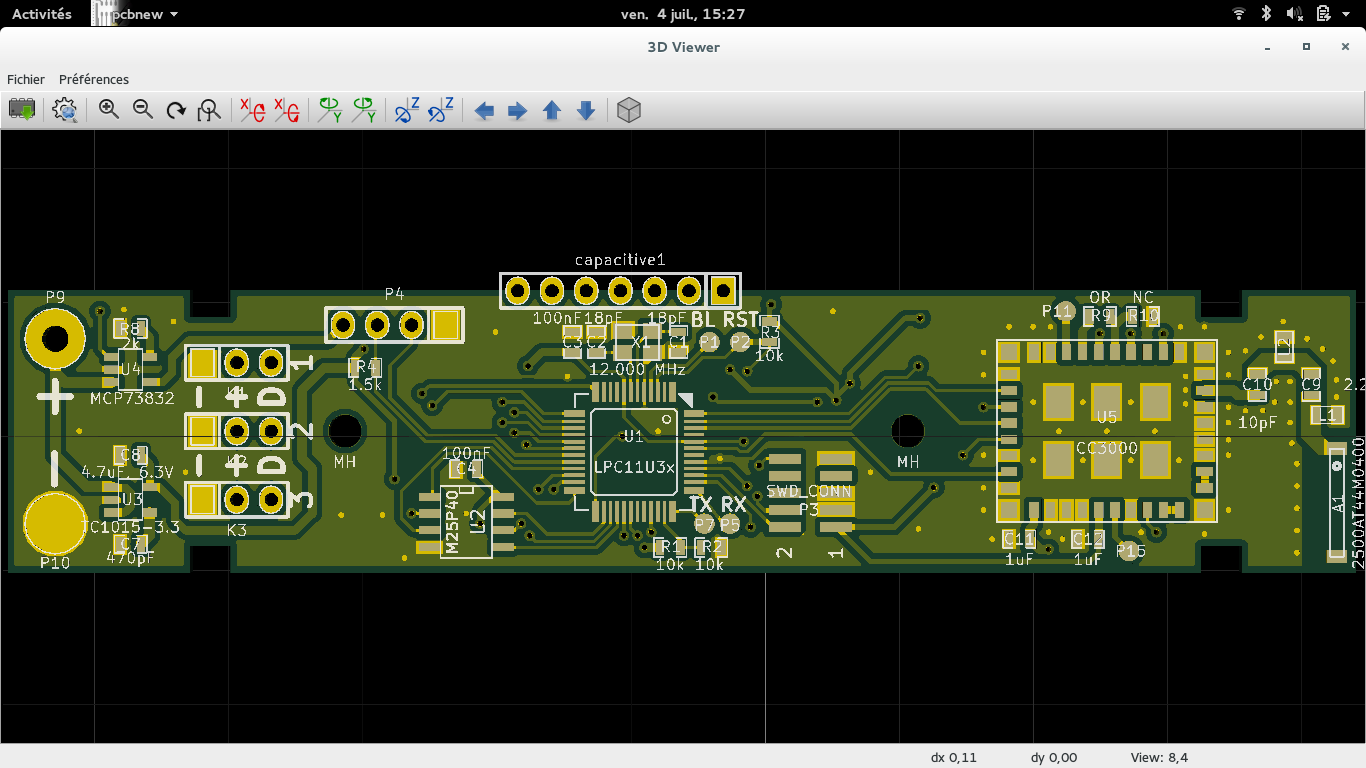 Activités
pcbnew
ven. 4 juil., 15:27
3D Viewer
Fichier Préférences
capacitive1
P9
P4
100nF 18pF 18pF
BL RST
P11
0R NC
R9 R10
R8
2k
U4
MCP73832
C3 C2 X1 C1
P1 P2
R3
10k
12.000 MHz
R4
1.5k
1
- + D
K1
2
- + D
3
K3
+
-
C8
4.7uF 6.3V
U3
TC1015-3.3
C7
470pF
P10
MH
100nF
C4
M25P40
U2
U1
LPC11U3x
TX RX
P7 P5
R1 R2
10k 10k
SWD_CONN
P3
2 1
MH
U5
CC3000
C11
1uF
C12
1uF
P15
C10
10pF
C9
2.2
L1
A1
2500AT44M0400
dx 0,11
dy 0,00
View: 8,4